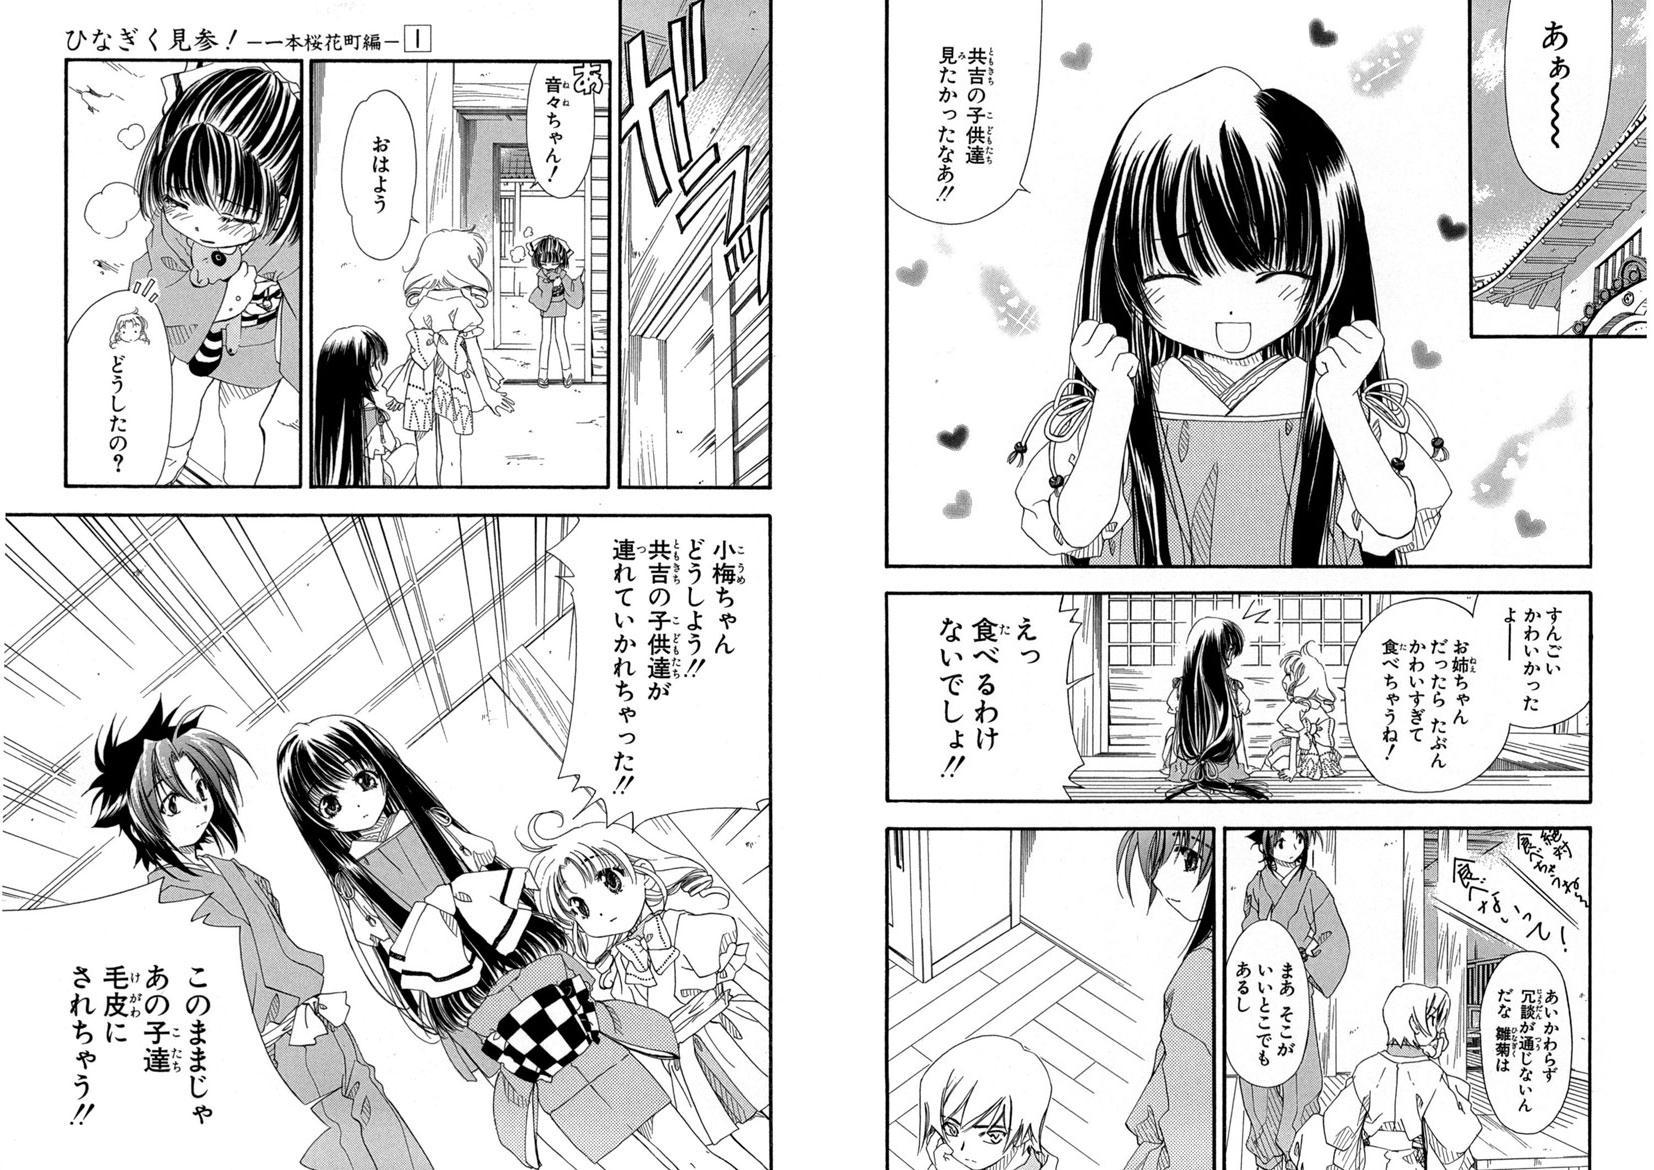 あぁ～～～
共吉の子供達
見たかったなあ!!
すんごい
かわいかった
よー
お姉ちゃん
だったら たぶん
かわいすぎて
食べちゃうね!
えっ
食べるわけ
ないでしょ!!
絶対
食べちゃうね～
食べないって!
あいかわらず
冗談が通じないん
だな 雛菊は
まあ そこが
いいとこでも
あるし
ひなぎく見参! ―一本桜花町編― 1
ガラッ
あ
音々ちゃん!
おはよう
どうしたの?
小梅ちゃん
どうしよう!!
共吉の子供達が
連れていかれちゃった!!
このままじゃ
あの子達
毛皮に
されちゃう!!